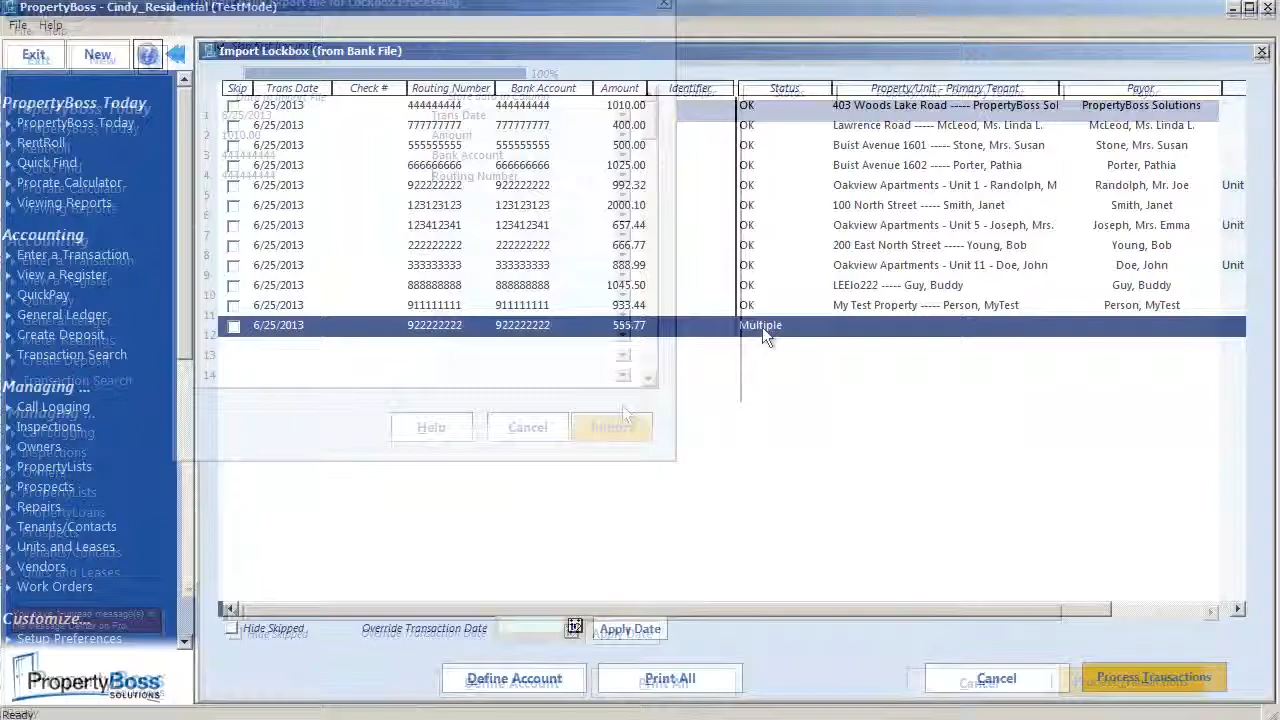 PropertyBoss - Cindy_Residential (TestMode)
File Help
Exit New
Import Lockbox (from Bank File)
100%
Skip Trans Date Check # Routing Number Bank Account Amount Identifier Status Property/Unit - Primary Tenant Payor
6/25/2013 444444444 444444444 1010.00 OK 403 Woods Lake Road ----- PropertyBoss Sol PropertyBoss Solutions
6/25/2013 777777777 777777777 400.00 OK Lawrence Road ----- McLeod, Ms. Linda L. McLeod, Ms. Linda L.
6/25/2013 555555555 555555555 500.00 OK Buist Avenue 1601 ----- Stone, Mrs. Susan Stone, Mrs. Susan
6/25/2013 666666666 666666666 1025.00 OK Buist Avenue 1602 ----- Porter, Pathia Porter, Pathia
6/25/2013 922222222 922222222 992.32 OK Oakview Apartments - Unit 1 - Randolph, M Randolph, Mr. Joe Unit
6/25/2013 123123123 123123123 2000.10 OK 100 North Street ----- Smith, Janet Smith, Janet
6/25/2013 123412341 123412341 657.44 OK Oakview Apartments - Unit 5 - Joseph, Mrs. Joseph, Mrs. Emma Unit
6/25/2013 222222222 222222222 666.77 OK 200 East North Street ----- Young, Bob Young, Bob
6/25/2013 333333333 333333333 888.99 OK Oakview Apartments - Unit 11 - Doe, John Doe, John Unit
6/25/2013 888888888 888888888 1045.50 OK LEElo222 ----- Guy, Buddy Guy, Buddy
6/25/2013 911111111 911111111 933.44 OK My Test Property ----- Person, MyTest Person, MyTest
6/25/2013 922222222 922222222 555.77 Multiple
Trans Date
Amount
Bank Account
Routing Number
Help Cancel Import
PropertyBoss Today
PropertyBoss Today
RentRoll
Quick Find
Prorate Calculator
Viewing Reports
Accounting
Enter a Transaction
View a Register
QuickPay
General Ledger
Create Deposit
Transaction Search
Managing ...
Call Logging
Inspections
Owners
PropertyLists
Prospects
Repairs
Tenants/Contacts
Units and Leases
Vendors
Work Orders
Customize...
Setup Preferences
Hide Skipped Override Transaction Date Apply Date
Define Account Print All Cancel Process Transactions
PropertyBoss
SOLUTIONS
Ready